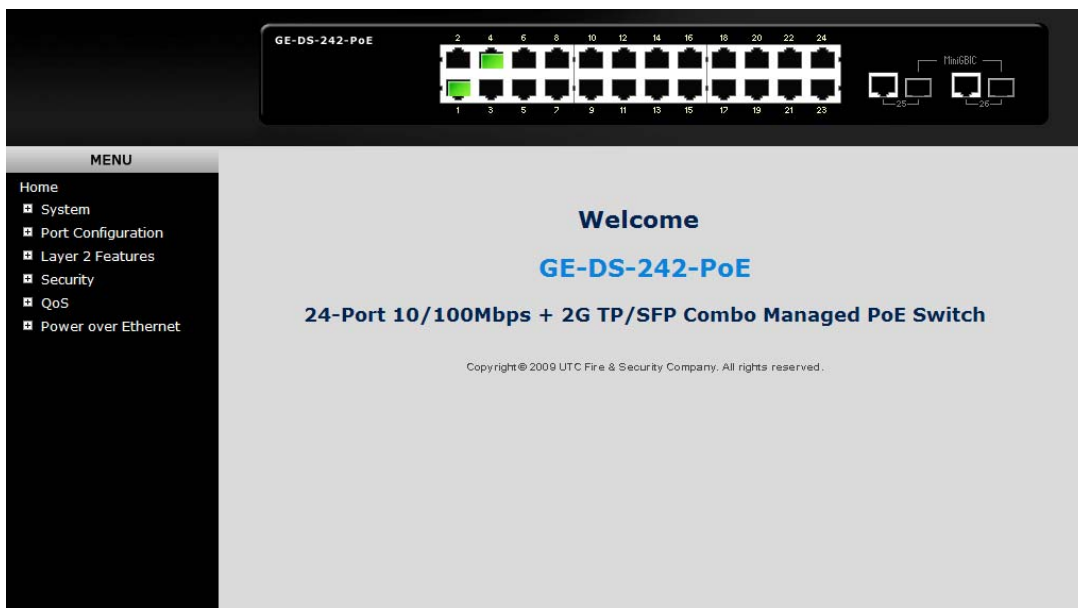 GE-DS-242-PoE
2 4 6 8 10 12 14 16 18 20 22 24
MiniGBIC
25 26
1 3 5 7 9 11 13 15 17 19 21 23
MENU
Home
System
Port Configuration
Layer 2 Features
Security
QoS
Power over Ethernet
Welcome
GE-DS-242-PoE
24-Port 10/100Mbps + 2G TP/SFP Combo Managed PoE Switch
Copyright© 2009 UTC Fire & Security Company. All rights reserved.